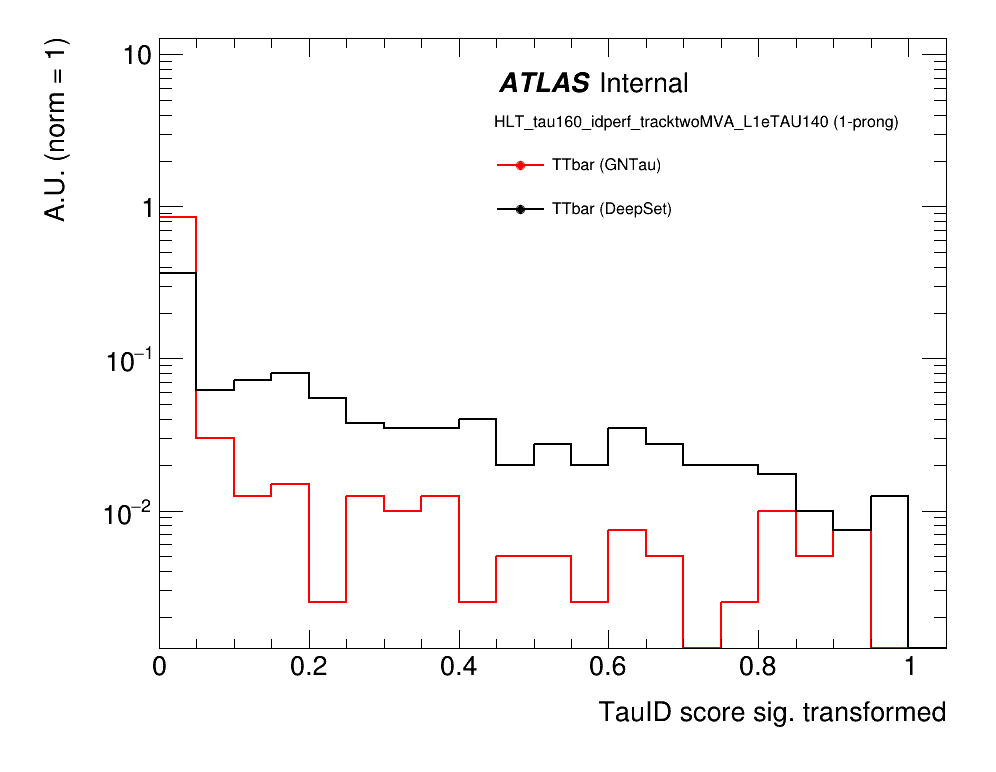 A.U. (norm = 1)
10
1
10⁻¹
10⁻²
ATLAS Internal
HLT_tau160_idperf_tracktwoMVA_L1eTAU140 (1-prong)
TTbar (GNTau)
TTbar (DeepSet)
0 0.2 0.4 0.6 0.8 1
TauID score sig. transformed